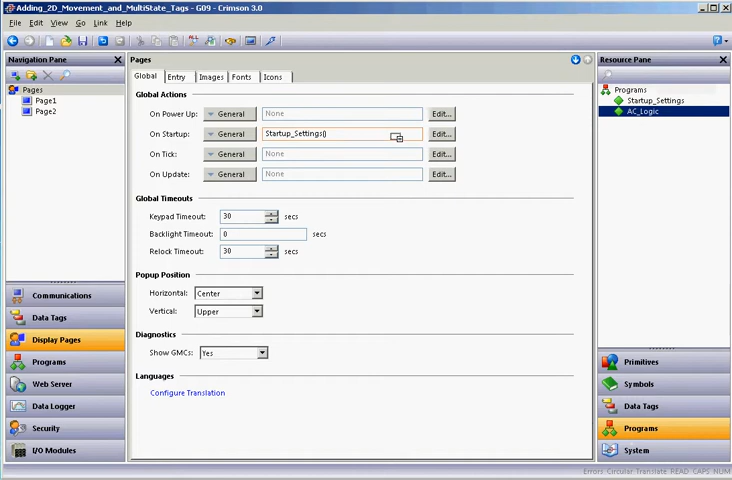 Adding_2D_Movement_and_MultiState_Tags - G09 - Crimson 3.0
File Edit View Go Link Help
Navigation Pane
Pages
Page1
Page2
Communications
Data Tags
Display Pages
Programs
Web Server
Data Logger
Security
I/O Modules
Pages
Global Entry Images Fonts Icons
Global Actions
On Power Up: General None Edit...
On Startup: General Startup_Settings() Edit...
On Tick: General None Edit...
On Update: General None Edit...
Global Timeouts
Keypad Timeout: 30 secs
Backlight Timeout: 0 secs
Relock Timeout: 30 secs
Popup Position
Horizontal: Center
Vertical: Upper
Diagnostics
Show GMCs: Yes
Languages
Configure Translation
Resource Pane
Programs
Startup_Settings
AC_Logic
Primitives
Symbols
Data Tags
Programs
System
Errors Circular Translate READ CAPS NUM